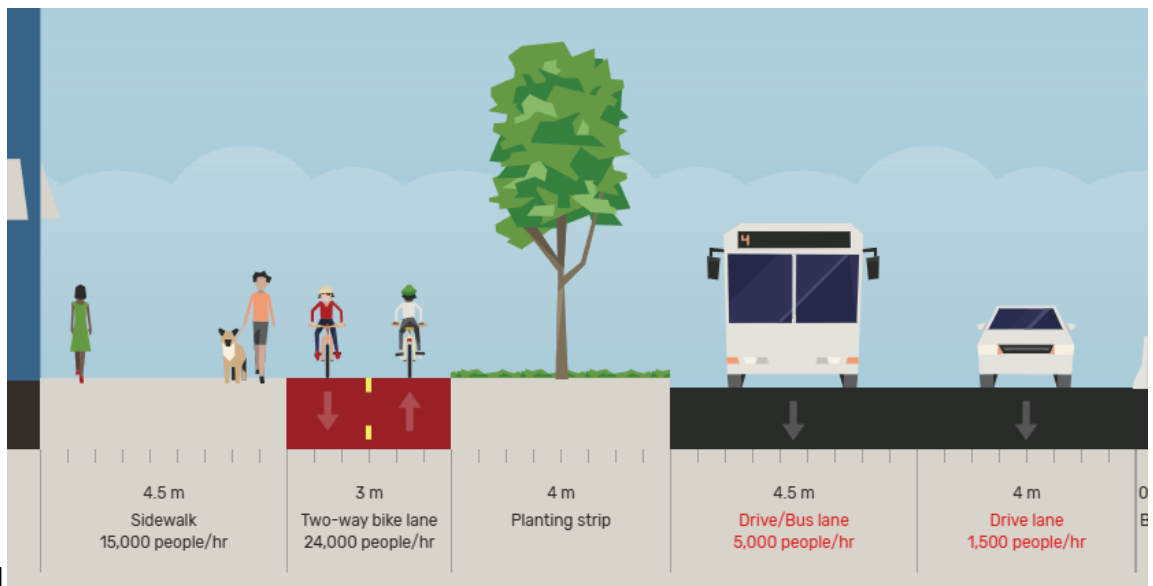 4
4.5 m
Sidewalk
15,000 people/hr
3 m
Two-way bike lane
24,000 people/hr
4 m
Planting strip
4.5 m
Drive/Bus lane
5,000 people/hr
4 m
Drive lane
1,500 people/hr
0
B